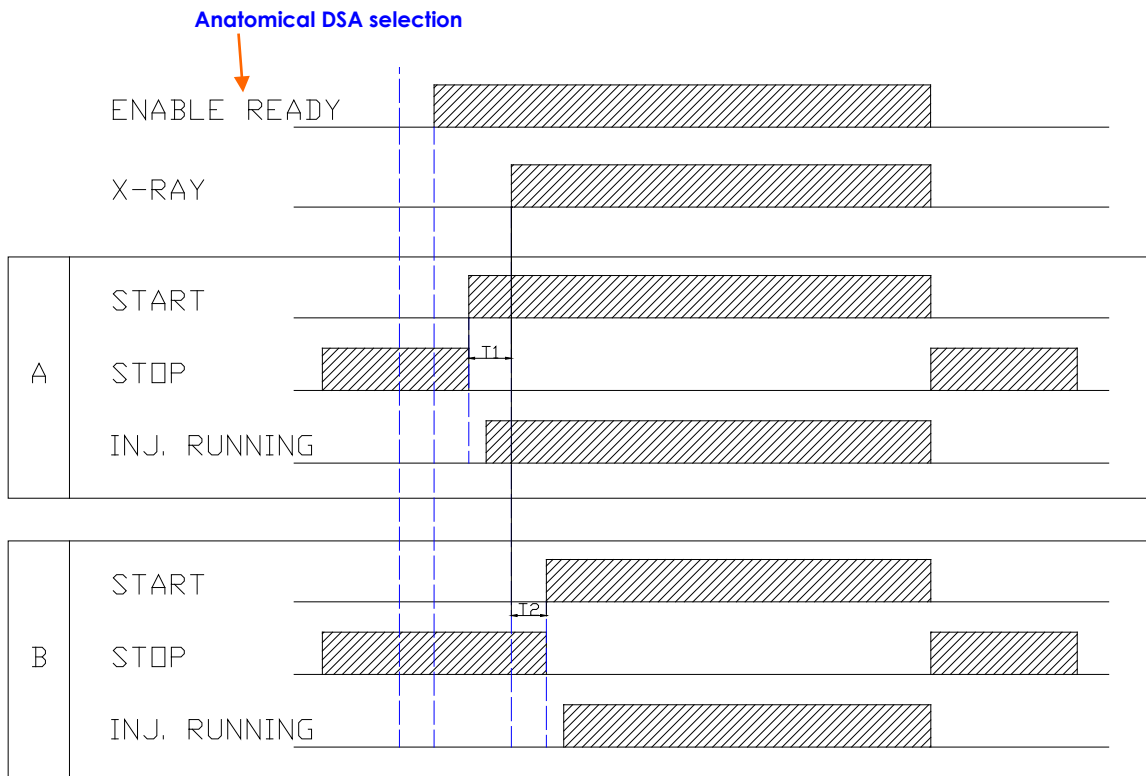 Anatomical DSA selection
ENABLE READY
X-RAY
START
T1
A
STOP
INJ. RUNNING
START
T2
B
STOP
INJ. RUNNING